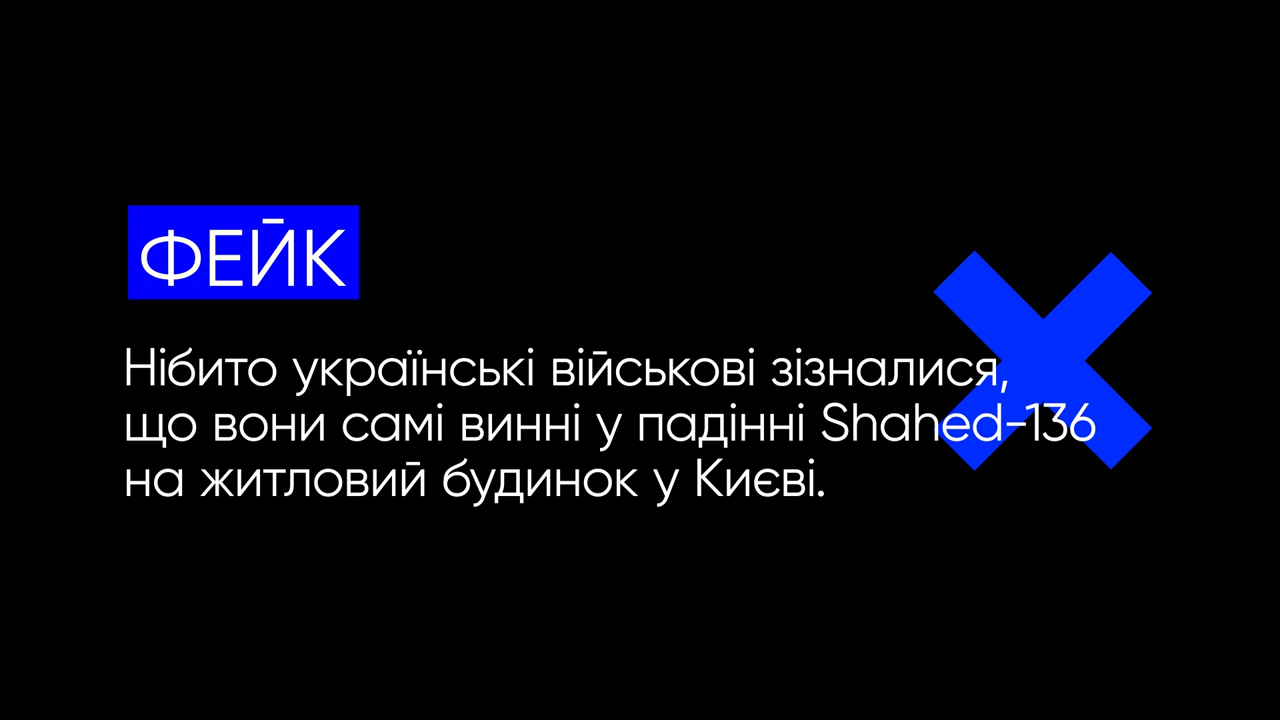 ФЕЙК
Нібито українські військові зізналися,
що вони самі винні у падінні Shahed-136
на житловий будинок у Києві.